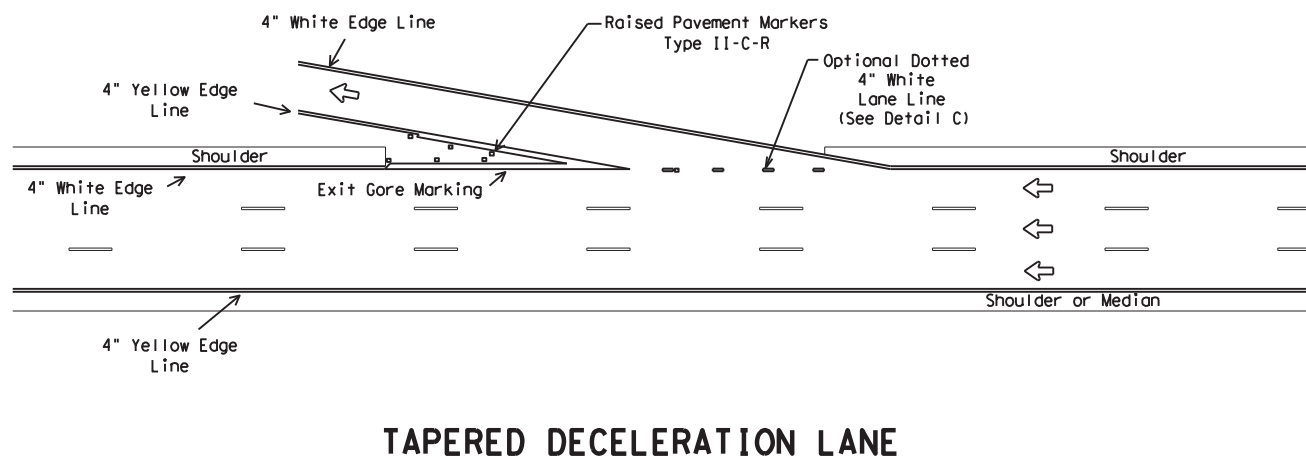 4" White Edge Line
Raised Pavement Markers
Type II-C-R
Optional Dotted
4" White
Lane Line
(See Detail C)
4" Yellow Edge
Line
Shoulder
Shoulder
4" White Edge
Line
Exit Gore Marking
Shoulder or Median
4" Yellow Edge
Line
TAPERED DECELERATION LANE